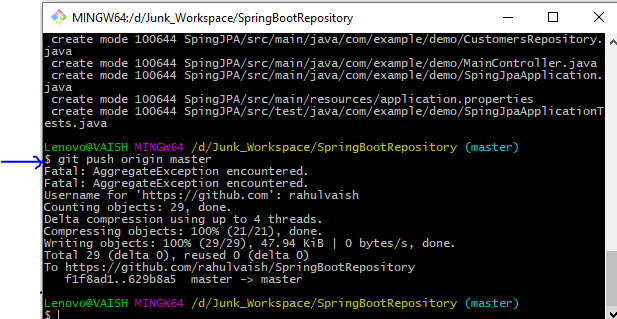 MINGW64:/d/Junk_Workspace/SpringBootRepository
create mode 100644 SpingJPA/src/main/java/com/example/demo/CustomersRepository.
java
create mode 100644 SpingJPA/src/main/java/com/example/demo/MainController.java
create mode 100644 SpingJPA/src/main/java/com/example/demo/SpingJpaApplication.
java
create mode 100644 SpingJPA/src/main/resources/application.properties
create mode 100644 SpingJPA/src/test/java/com/example/demo/SpingJpaApplicationT
ests.java
Lenovo@VAISH MINGW64 /d/Junk_Workspace/SpringBootRepository (master)
$ git push origin master
Fatal: AggregateException encountered.
Fatal: AggregateException encountered.
Username for 'https://github.com': rahulvaish
Counting objects: 29, done.
Delta compression using up to 4 threads.
Compressing objects: 100% (21/21), done.
Writing objects: 100% (29/29), 47.94 KiB | 0 bytes/s, done.
Total 29 (delta 0), reused 0 (delta 0)
To https://github.com/rahulvaish/SpringBootRepository
f1f8ad1..629b8a5  master -> master
Lenovo@VAISH MINGW64 /d/Junk_Workspace/SpringBootRepository (master)
$